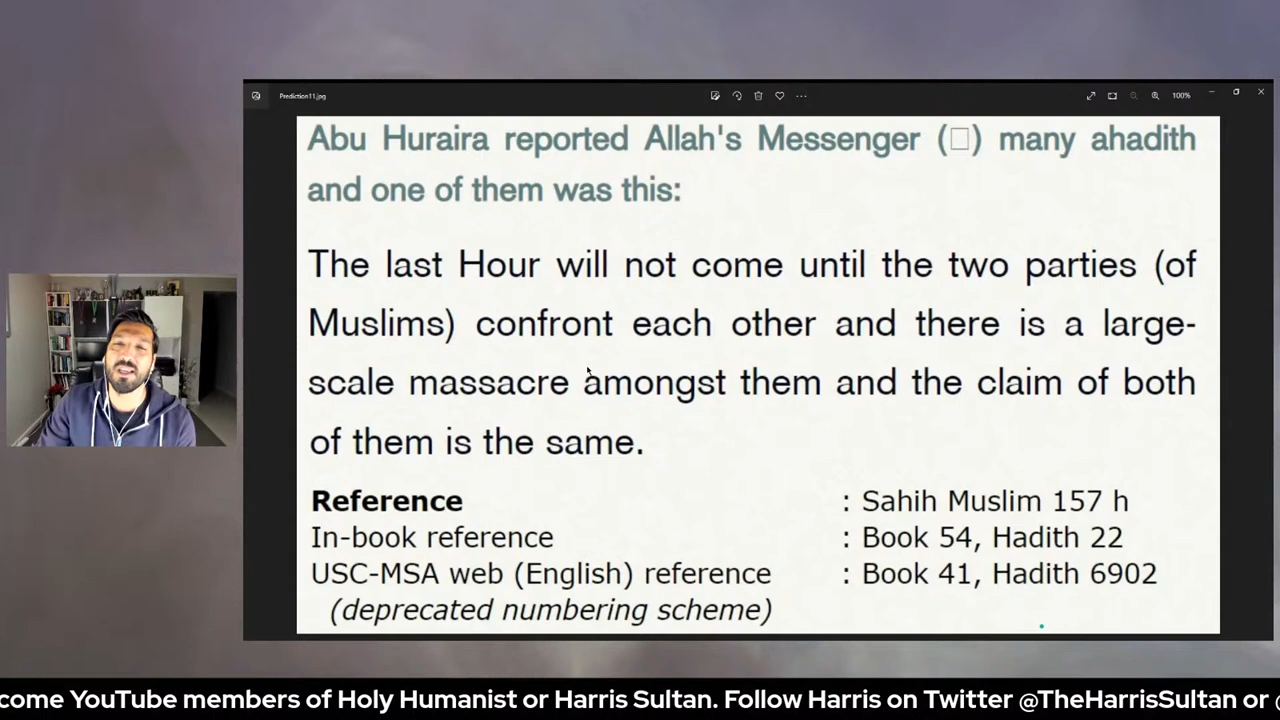 Prediction11.jpg
100%
Abu Huraira reported Allah's Messenger (□) many ahadith
and one of them was this:
The last Hour will not come until the two parties (of
Muslims) confront each other and there is a large-
scale massacre amongst them and the claim of both
of them is the same.
Reference : Sahih Muslim 157 h
In-book reference : Book 54, Hadith 22
USC-MSA web (English) reference : Book 41, Hadith 6902
(deprecated numbering scheme)
come YouTube members of Holy Humanist or Harris Sultan. Follow Harris on Twitter @TheHarrisSultan or @